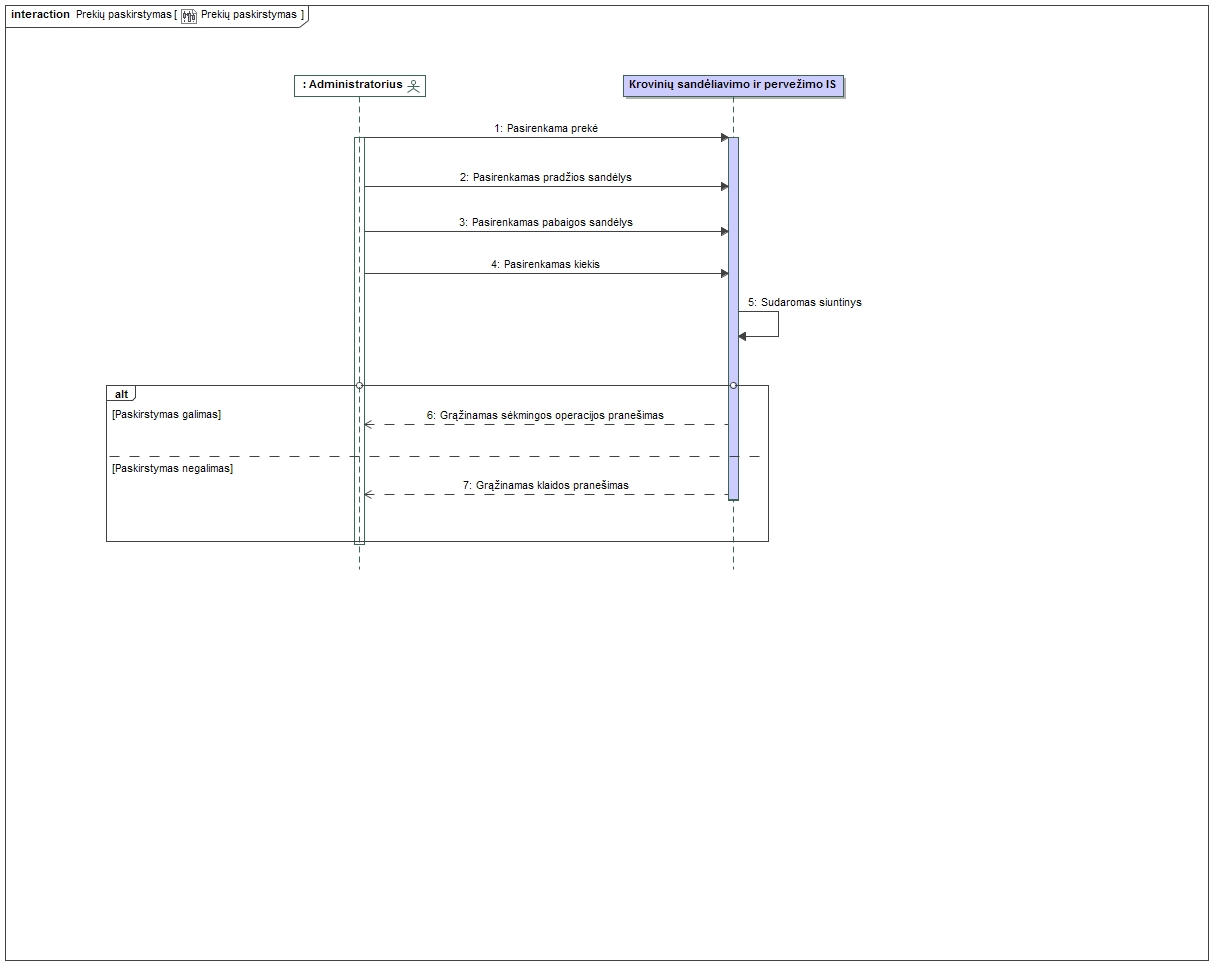 interaction Prekių paskirstymas [ Prekių paskirstymas ]
: Administratorius
Krovinių sandėliavimo ir pervežimo IS
1: Pasirenkama prekė
2: Pasirenkamas pradžios sandėlys
3: Pasirenkamas pabaigos sandėlys
4: Pasirenkamas kiekis
5: Sudaromas siuntinys
alt
[Paskirstymas galimas]
6: Grąžinamas sėkmingos operacijos pranešimas
[Paskirstymas negalimas]
7: Grąžinamas klaidos pranešimas